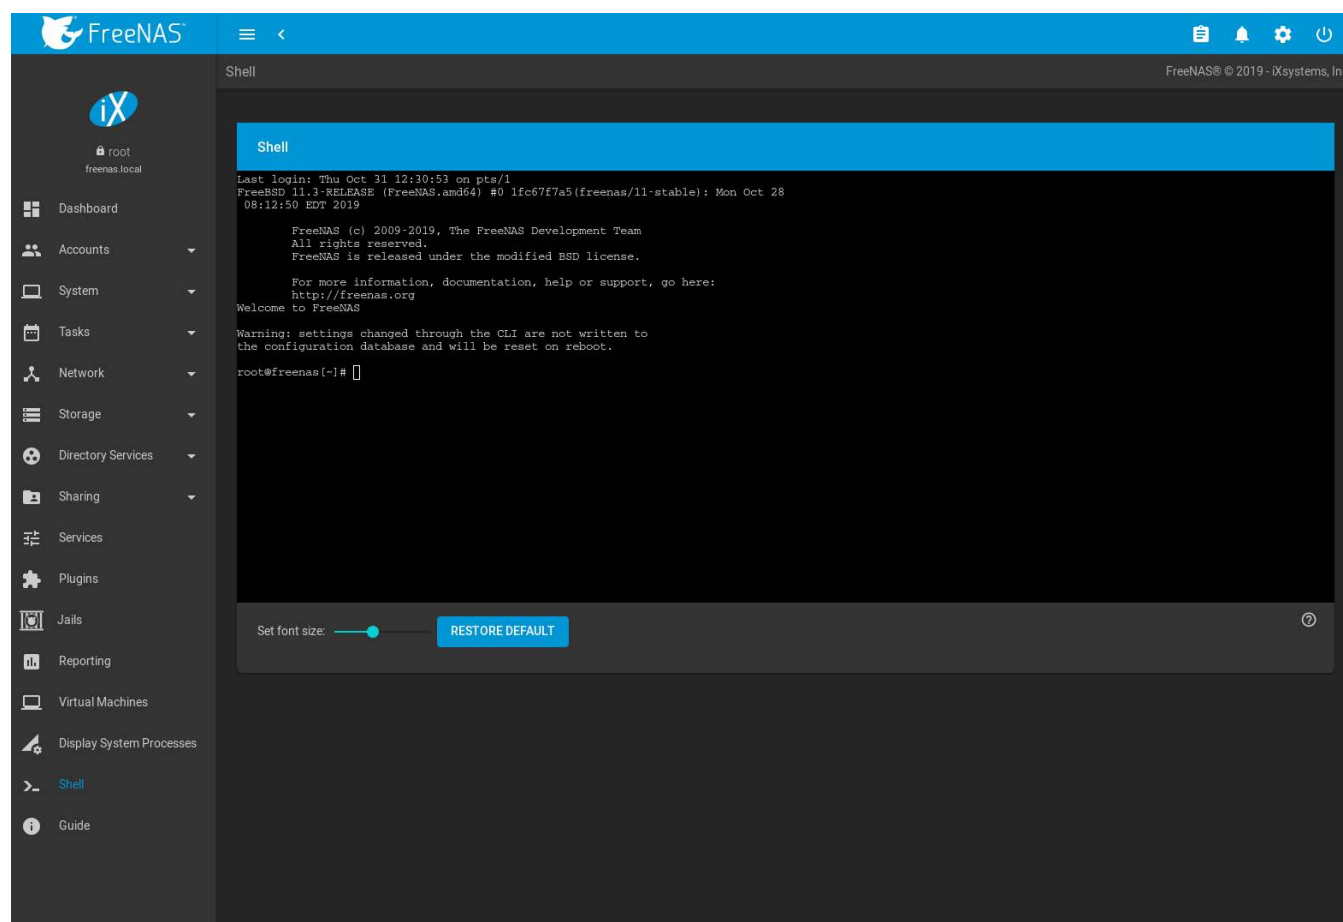 FreeNAS™
Shell
FreeNAS® © 2019 - iXsystems, In
iX
root
freenas.local
Dashboard
Accounts
System
Tasks
Network
Storage
Directory Services
Sharing
Services
Plugins
Jails
Reporting
Virtual Machines
Display System Processes
Shell
Guide
Shell
Last login: Thu Oct 31 12:30:53 on pts/1
FreeBSD 11.3-RELEASE (FreeNAS.amd64) #0 1fc67f7a5(freenas/11-stable): Mon Oct 28
08:12:50 EDT 2019
FreeNAS (c) 2009-2019, The FreeNAS Development Team
All rights reserved.
FreeNAS is released under the modified BSD license.
For more information, documentation, help or support, go here:
http://freenas.org
Welcome to FreeNAS
Warning: settings changed through the CLI are not written to
the configuration database and will be reset on reboot.
root@freenas[~]#
Set font size:
RESTORE DEFAULT